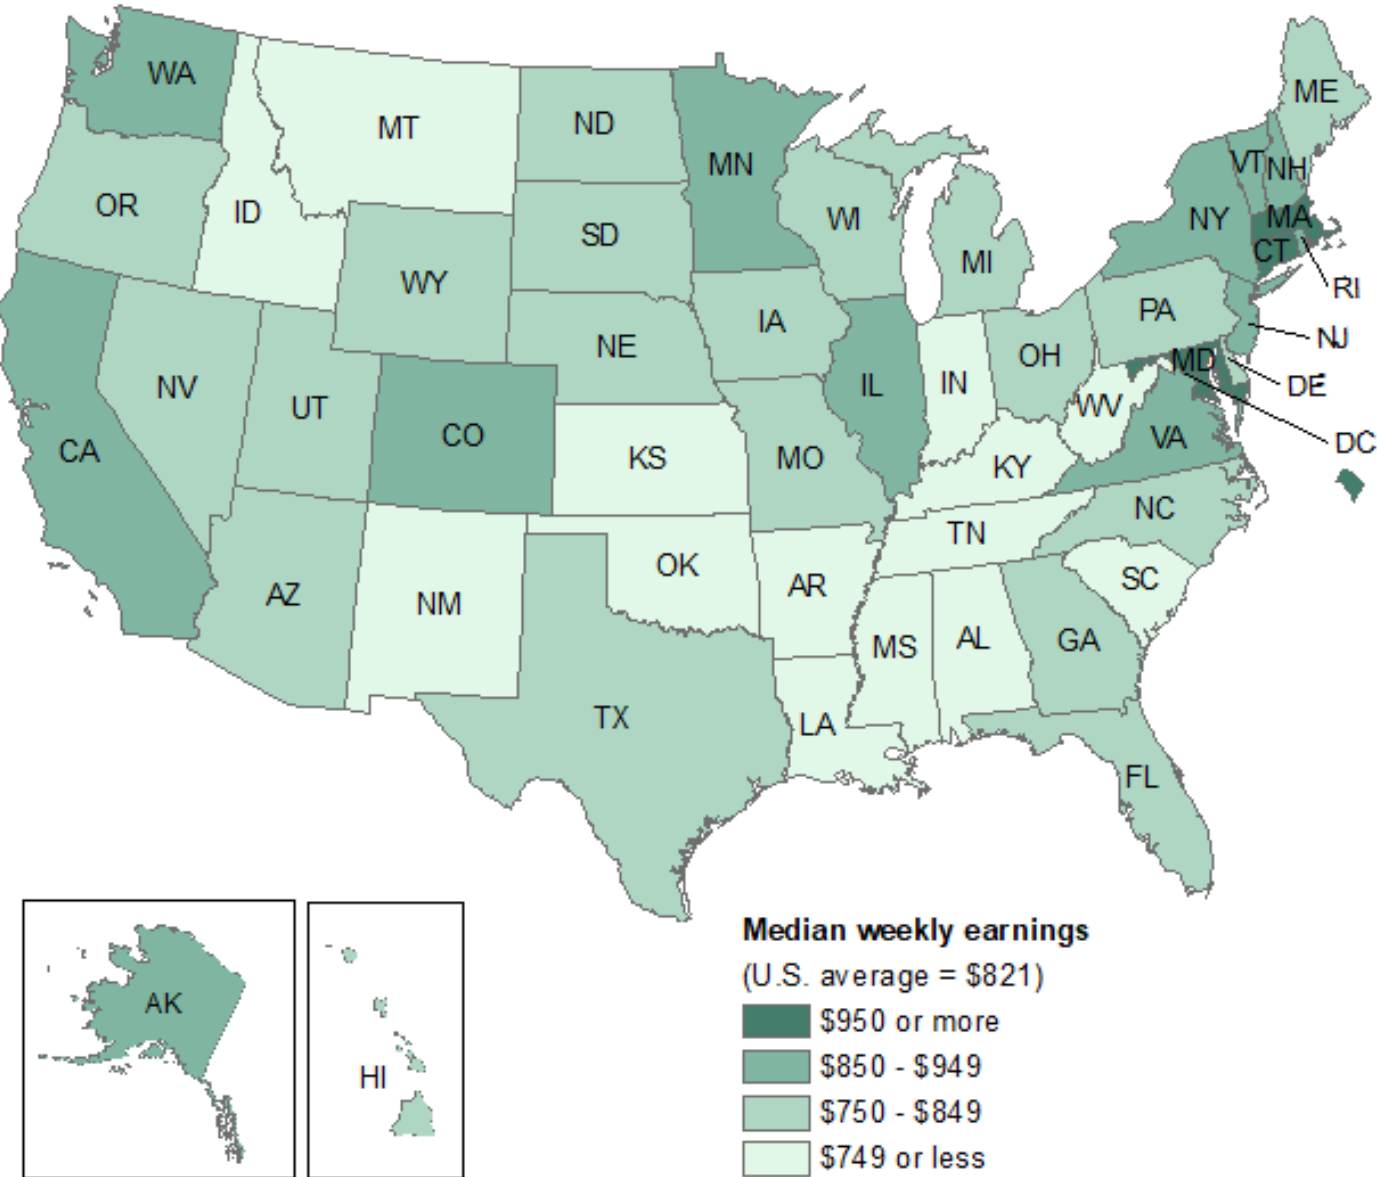 WA
MT
ND
MN
ME
VT
NH
OR
ID
SD
WI
NY
MA
CT
WY
MI
RI
IA
PA
NE
NJ
NV
OH
MD
UT
IL
IN
DE
CO
WV
CA
KS
MO
KY
VA
DC
NC
TN
AZ
NM
OK
AR
SC
MS
AL
GA
TX
LA
FL
AK
HI
Median weekly earnings
(U.S. average = $821)
$950 or more
$850 - $949
$750 - $849
$749 or less